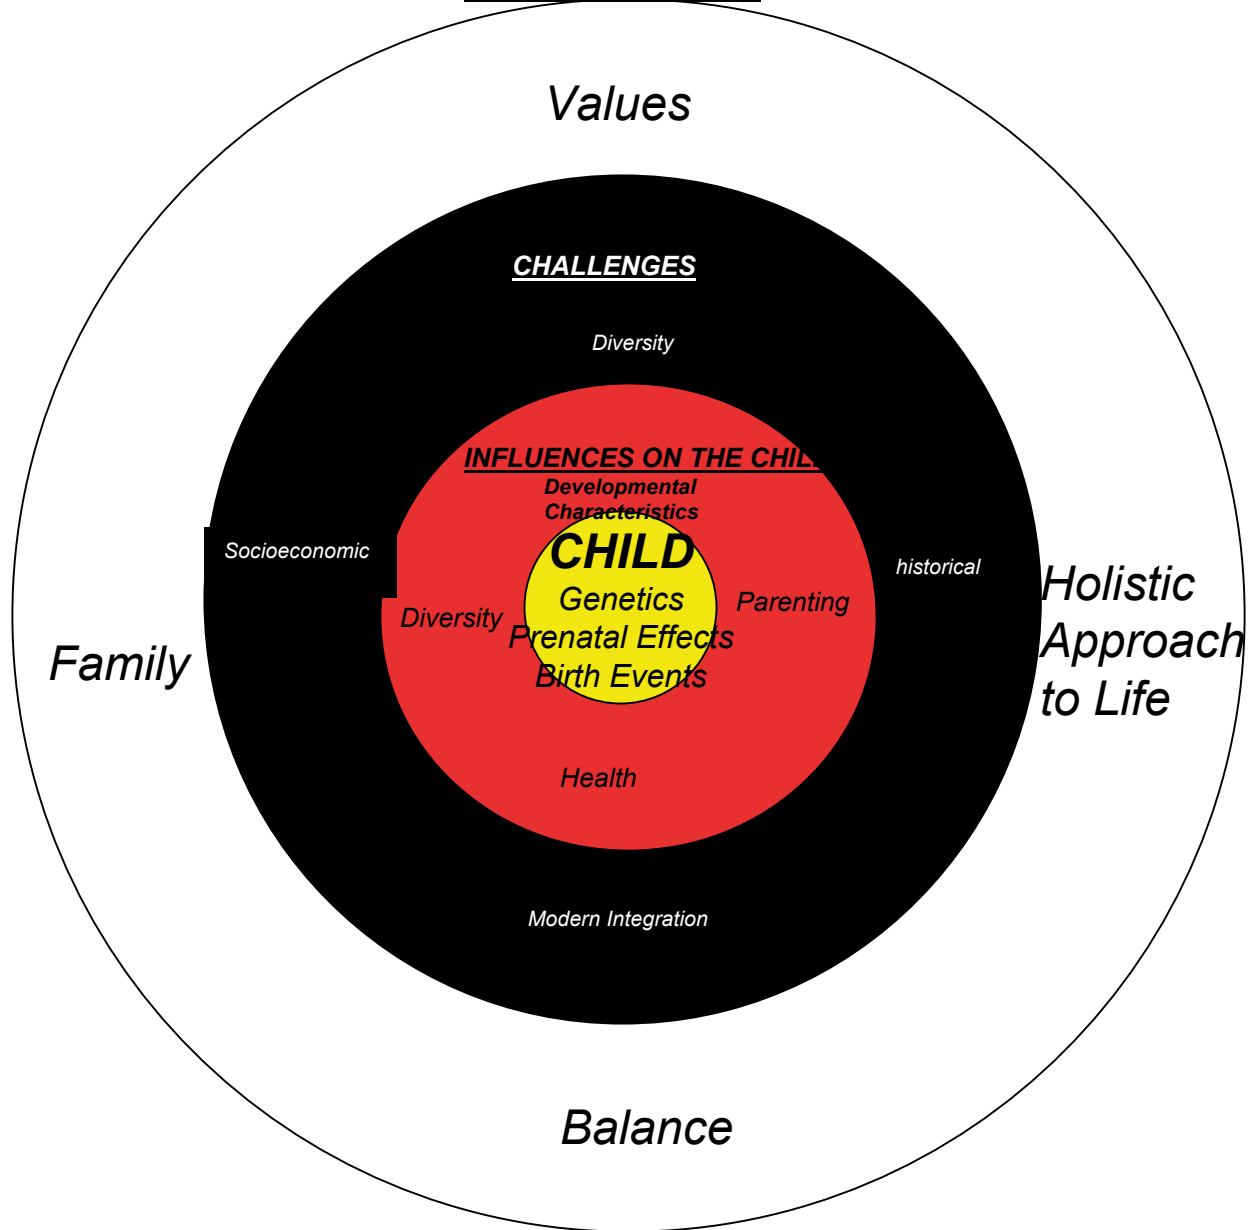 Values
CHALLENGES
Diversity
INFLUENCES ON THE CHIL
Developmental
Characteristics
CHILD
Socioeconomic
historical
Genetics
Diversity
Parenting
Prenatal Effects
Birth Events
Family
Holistic
Approach
to Life
Health
Modern Integration
Balance